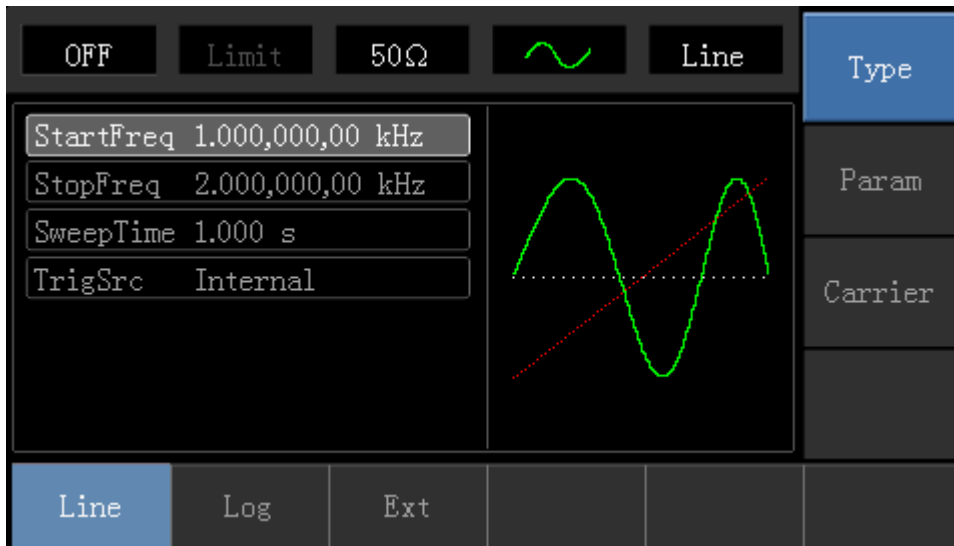 OFF Limit 50Ω Line
Type
StartFreq 1.000,000,00 kHz
StopFreq 2.000,000,00 kHz
SweepTime 1.000 s
TrigSrc Internal
Param
Carrier
Line Log Ext